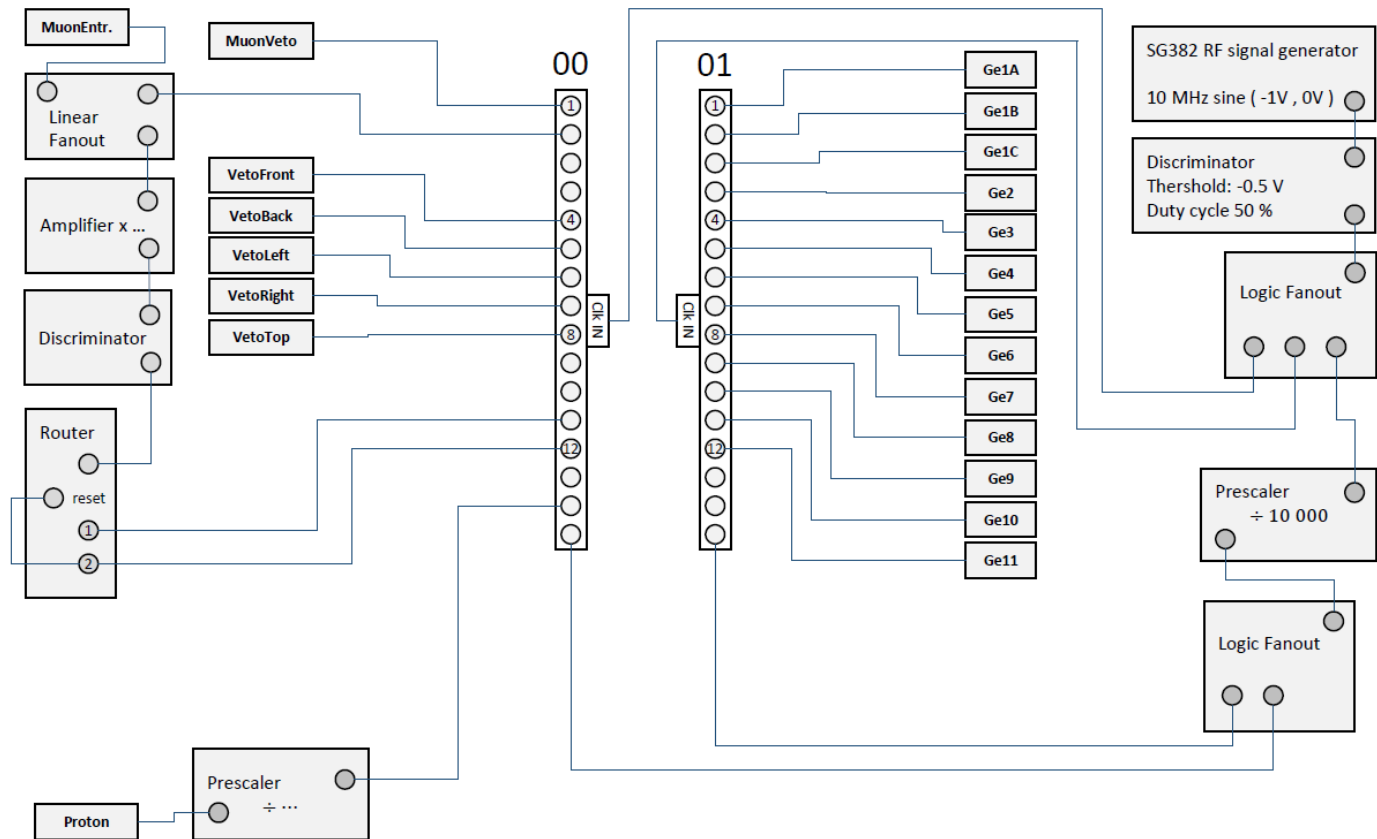 MuonEntr.
Linear
Fanout
Amplifier x ...
Discriminator
Router
reset
1
2
MuonVeto
VetoFront
VetoBack
VetoLeft
VetoRight
VetoTop
Prescaler
÷ ...
Proton
00
1
4
8
12
Clk IN
01
1
4
8
12
Clk IN
Ge1A
Ge1B
Ge1C
Ge2
Ge3
Ge4
Ge5
Ge6
Ge7
Ge8
Ge9
Ge10
Ge11
SG382 RF signal generator
10 MHz sine ( -1V , 0V )
Discriminator
Thershold: -0.5 V
Duty cycle 50 %
Logic Fanout
Prescaler
÷ 10 000
Logic Fanout